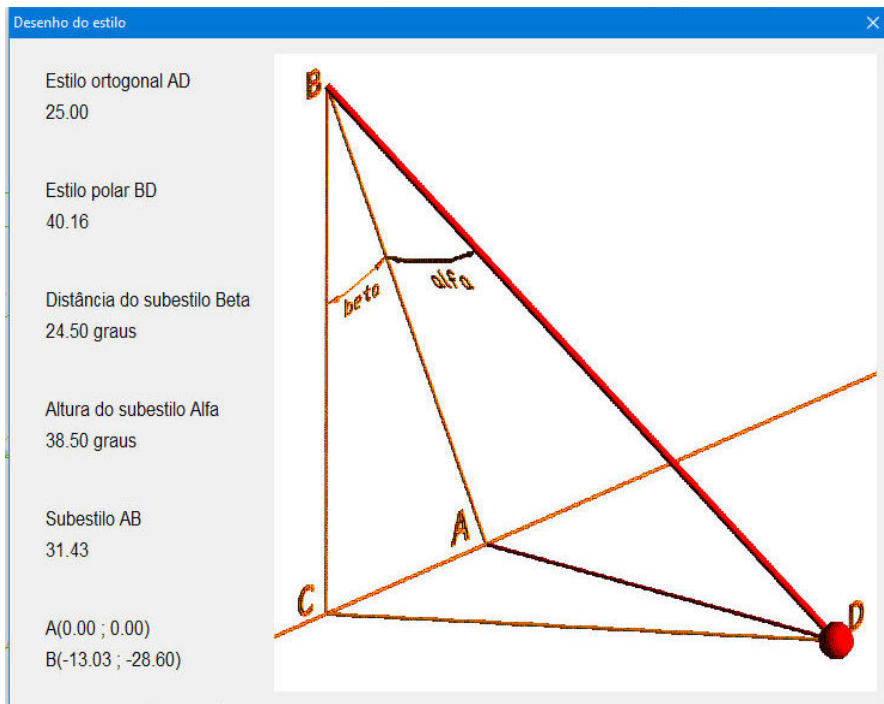 Desenho do estilo
Estilo ortogonal AD
25.00
Estilo polar BD
40.16
Distância do subestilo Beta
24.50 graus
Altura do subestilo Alfa
38.50 graus
Subestilo AB
31.43
A(0.00 ; 0.00)
B(-13.03 ; -28.60)
B
beta
alfa
A
C
D